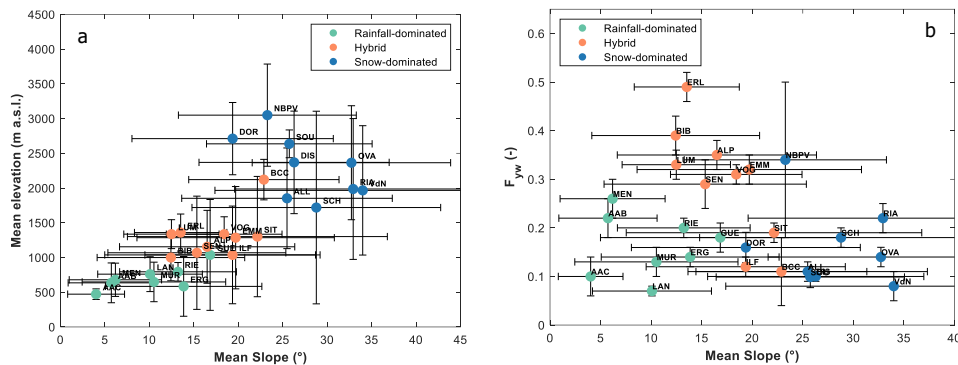 a
Rainfall-dominated
Hybrid
Snow-dominated
4500
4000
3500
3000
2500
2000
1500
1000
500
0
Mean elevation (m a.s.l.)
NBPV
DOR
SOU
DIS
OVA
BCC
RIA
VdN
ALL
SCH
ERL
LUM
VOG
EMM
SIT
ALP
SEN
BIB
GUE
ILF
LAN
RIE
MEN
MUR
AAB
ERG
AAC
0 5 10 15 20 25 30 35 40 45
Mean Slope (°)
b
Rainfall-dominated
Hybrid
Snow-dominated
0.6
0.5
0.4
0.3
0.2
0.1
0
Fyw (-)
ERL
BIB
ALP
NBPV
LUM
EMM
VOG
SEN
MEN
AAB
RIA
RIE
SIT
GUE
SCH
DOR
ERG
OVA
MUR
ILF
BCC
ALL
AAC
VdN
LAN
0 5 10 15 20 25 30 35 40
Mean Slope (°)